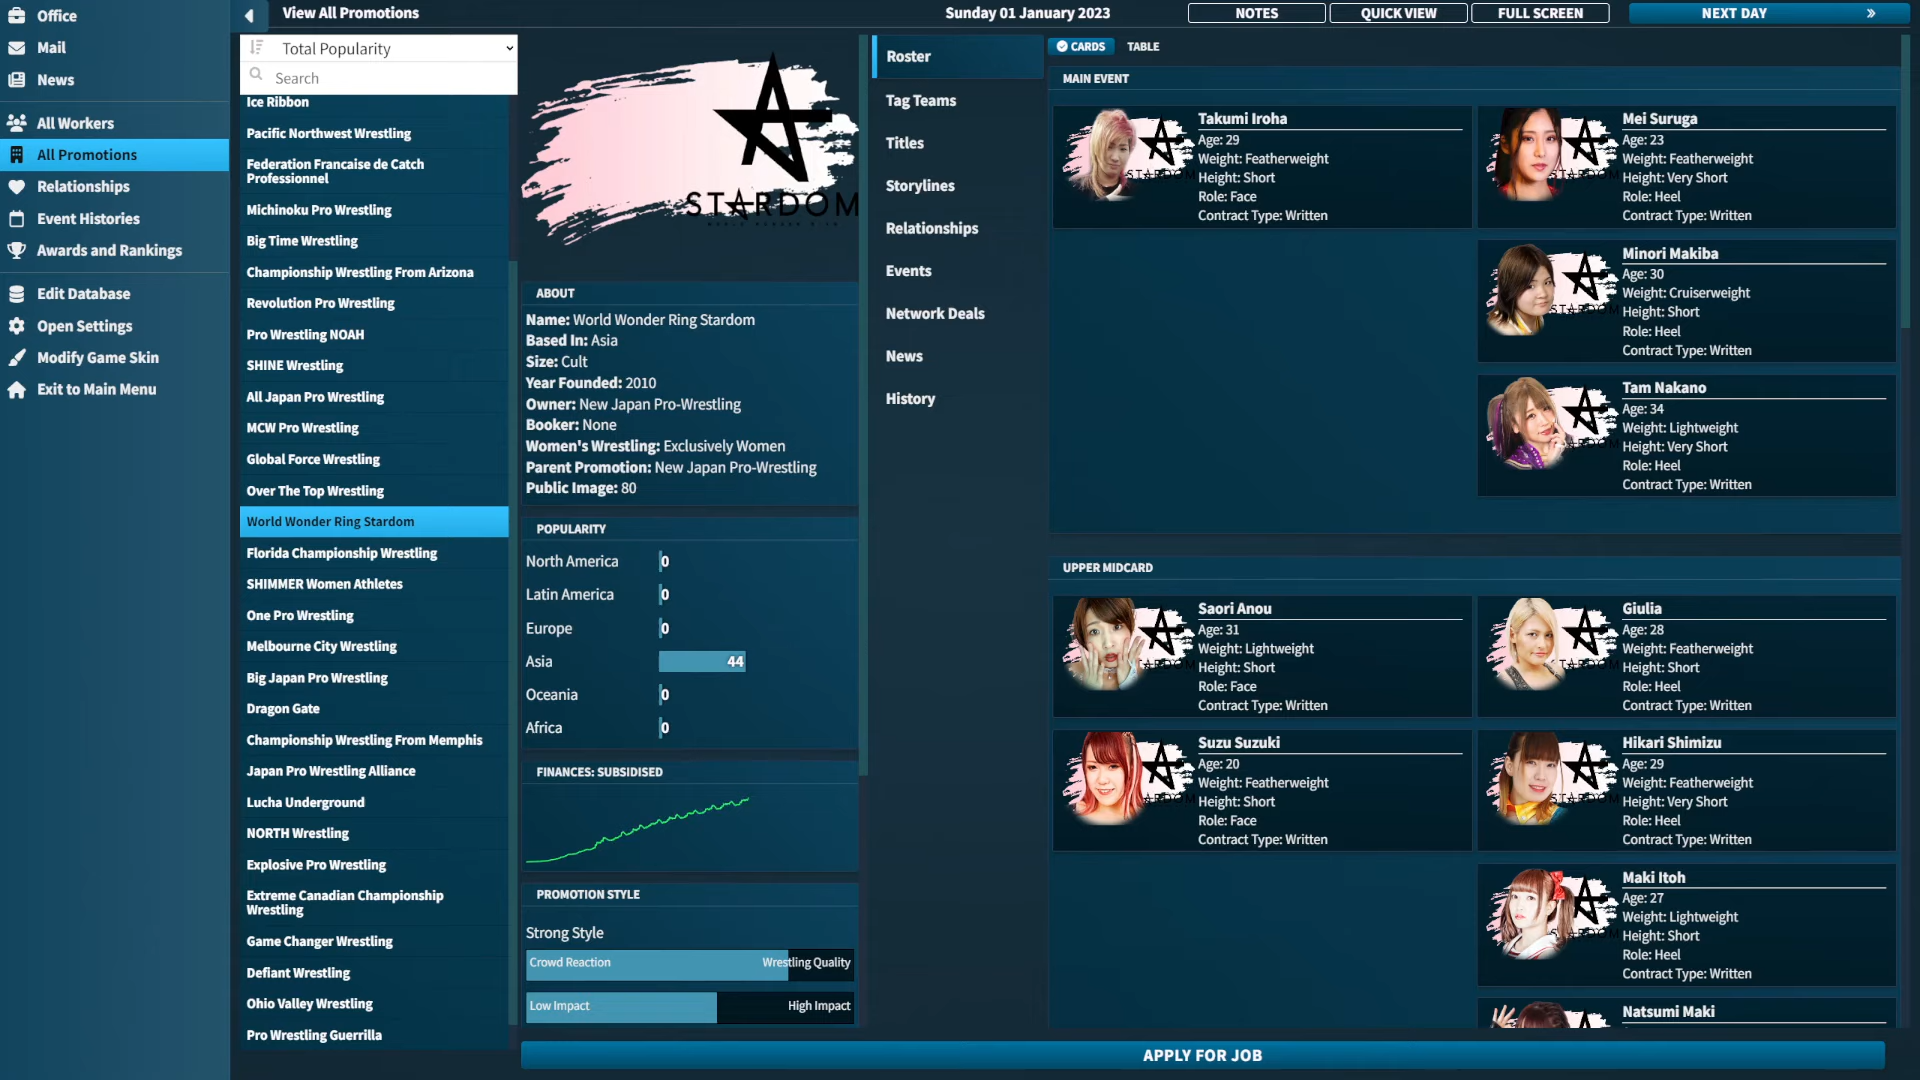 Office
Mail
News
All Workers
All Promotions
Relationships
Event Histories
Awards and Rankings
Edit Database
Open Settings
Modify Game Skin
Exit to Main Menu
View All Promotions
Sunday 01 January 2023
NOTES
QUICK VIEW
FULL SCREEN
NEXT DAY
Total Popularity
Search
Ice Ribbon
Pacific Northwest Wrestling
Federation Francaise de Catch
Professionnel
Michinoku Pro Wrestling
Big Time Wrestling
Championship Wrestling From Arizona
Revolution Pro Wrestling
Pro Wrestling NOAH
SHINE Wrestling
All Japan Pro Wrestling
MCW Pro Wrestling
Global Force Wrestling
Over The Top Wrestling
World Wonder Ring Stardom
Florida Championship Wrestling
SHIMMER Women Athletes
One Pro Wrestling
Melbourne City Wrestling
Big Japan Pro Wrestling
Dragon Gate
Championship Wrestling From Memphis
Japan Pro Wrestling Alliance
Lucha Underground
NORTH Wrestling
Explosive Pro Wrestling
Extreme Canadian Championship
Wrestling
Game Changer Wrestling
Defiant Wrestling
Ohio Valley Wrestling
Pro Wrestling Guerrilla
STARDOM
ABOUT
Name: World Wonder Ring Stardom
Based In: Asia
Size: Cult
Year Founded: 2010
Owner: New Japan Pro-Wrestling
Booker: None
Women's Wrestling: Exclusively Women
Parent Promotion: New Japan Pro-Wrestling
Public Image: 80
POPULARITY
North America 0
Latin America 0
Europe 0
Asia 44
Oceania 0
Africa 0
FINANCES: SUBSIDISED
PROMOTION STYLE
Strong Style
Crowd Reaction Wrestling Quality
Low Impact High Impact
Roster
Tag Teams
Titles
Storylines
Relationships
Events
Network Deals
News
History
CARDS TABLE
MAIN EVENT
Takumi Iroha
Age: 29
Weight: Featherweight
Height: Short
Role: Face
Contract Type: Written
Mei Suruga
Age: 23
Weight: Featherweight
Height: Very Short
Role: Heel
Contract Type: Written
Minori Makiba
Age: 30
Weight: Cruiserweight
Height: Short
Role: Heel
Contract Type: Written
Tam Nakano
Age: 34
Weight: Lightweight
Height: Very Short
Role: Heel
Contract Type: Written
UPPER MIDCARD
Saori Anou
Age: 31
Weight: Lightweight
Height: Short
Role: Face
Contract Type: Written
Giulia
Age: 28
Weight: Featherweight
Height: Short
Role: Heel
Contract Type: Written
Suzu Suzuki
Age: 20
Weight: Featherweight
Height: Short
Role: Face
Contract Type: Written
Hikari Shimizu
Age: 29
Weight: Featherweight
Height: Very Short
Role: Heel
Contract Type: Written
Maki Itoh
Age: 27
Weight: Lightweight
Height: Short
Role: Heel
Contract Type: Written
Natsumi Maki
APPLY FOR JOB